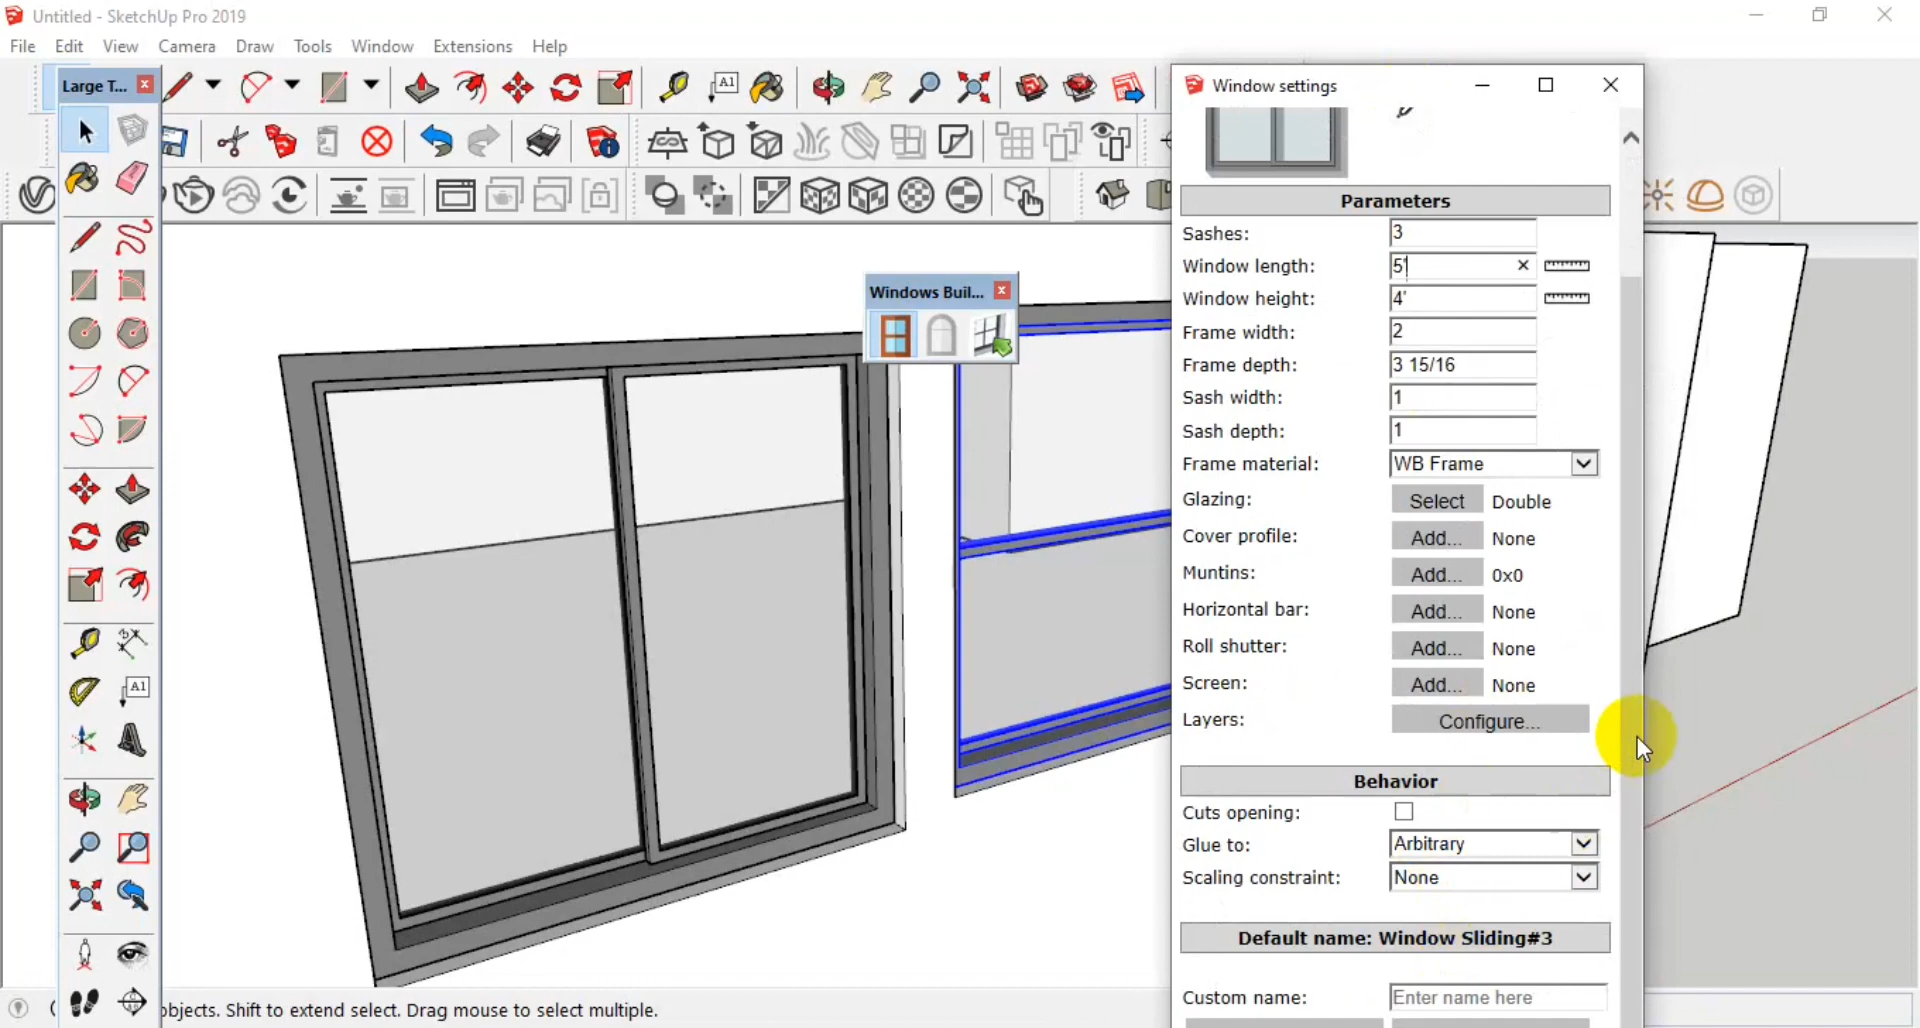 Untitled - SketchUp Pro 2019
File Edit View Camera Draw Tools Window Extensions Help
Large T...
A1
Windows Buil...
A1
Window settings
Parameters
Sashes: 3
Window length: 5'
Window height: 4'
Frame width: 2
Frame depth: 3 15/16
Sash width: 1
Sash depth: 1
Frame material: WB Frame
Glazing: Select Double
Cover profile: Add... None
Muntins: Add... 0x0
Horizontal bar: Add... None
Roll shutter: Add... None
Screen: Add... None
Layers: Configure...
Behavior
Cuts opening:
Glue to: Arbitrary
Scaling constraint: None
Default name: Window Sliding#3
Custom name: Enter name here
objects. Shift to extend select. Drag mouse to select multiple.